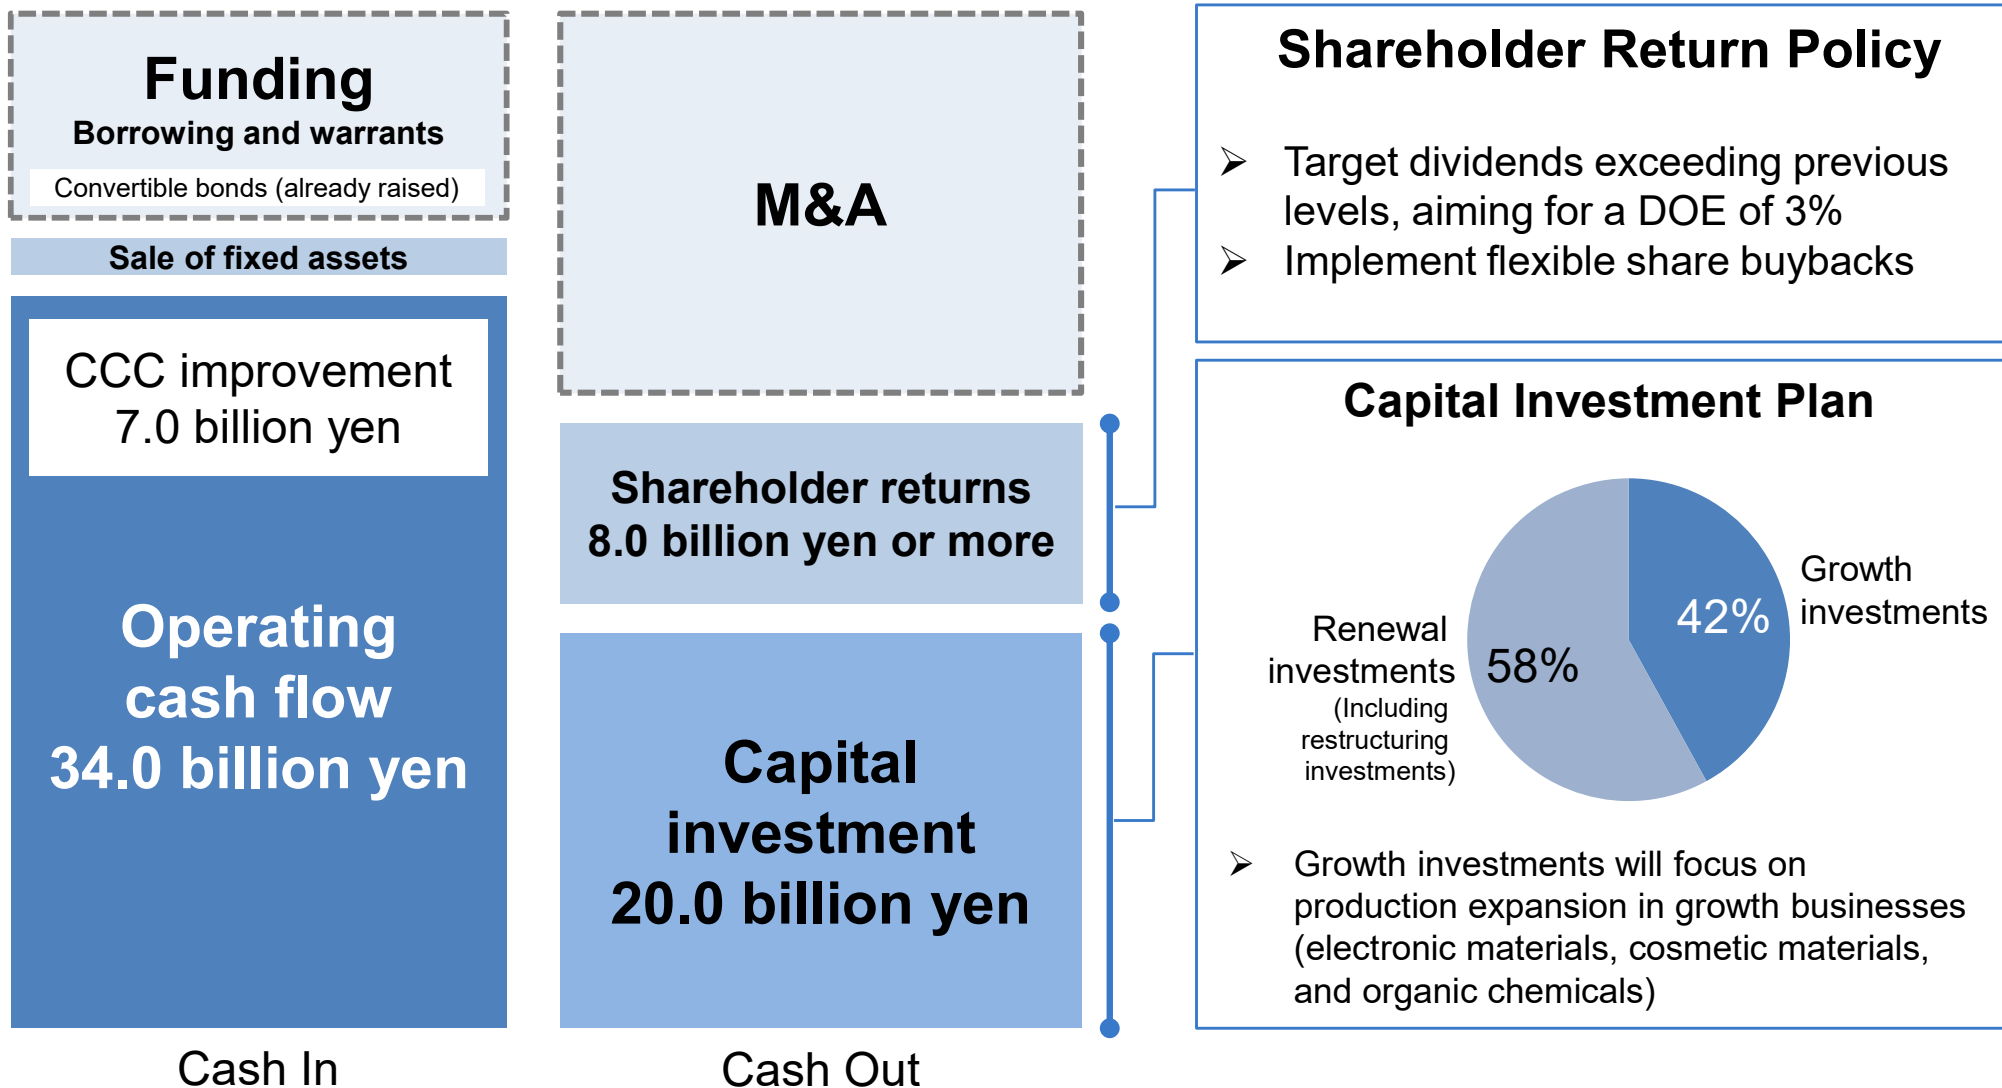 Funding
Borrowing and warrants
Convertible bonds (already raised)
Sale of fixed assets
CCC improvement
7.0 billion yen
Operating
cash flow
34.0 billion yen
Cash In
M&A
Shareholder returns
8.0 billion yen or more
Capital
investment
20.0 billion yen
Cash Out
Shareholder Return Policy
➢ Target dividends exceeding previous
levels, aiming for a DOE of 3%
➢ Implement flexible share buybacks
Capital Investment Plan
Growth
investments
42%
Renewal
investments
(Including
restructuring
investments)
58%
➢ Growth investments will focus on
production expansion in growth businesses
(electronic materials, cosmetic materials,
and organic chemicals)